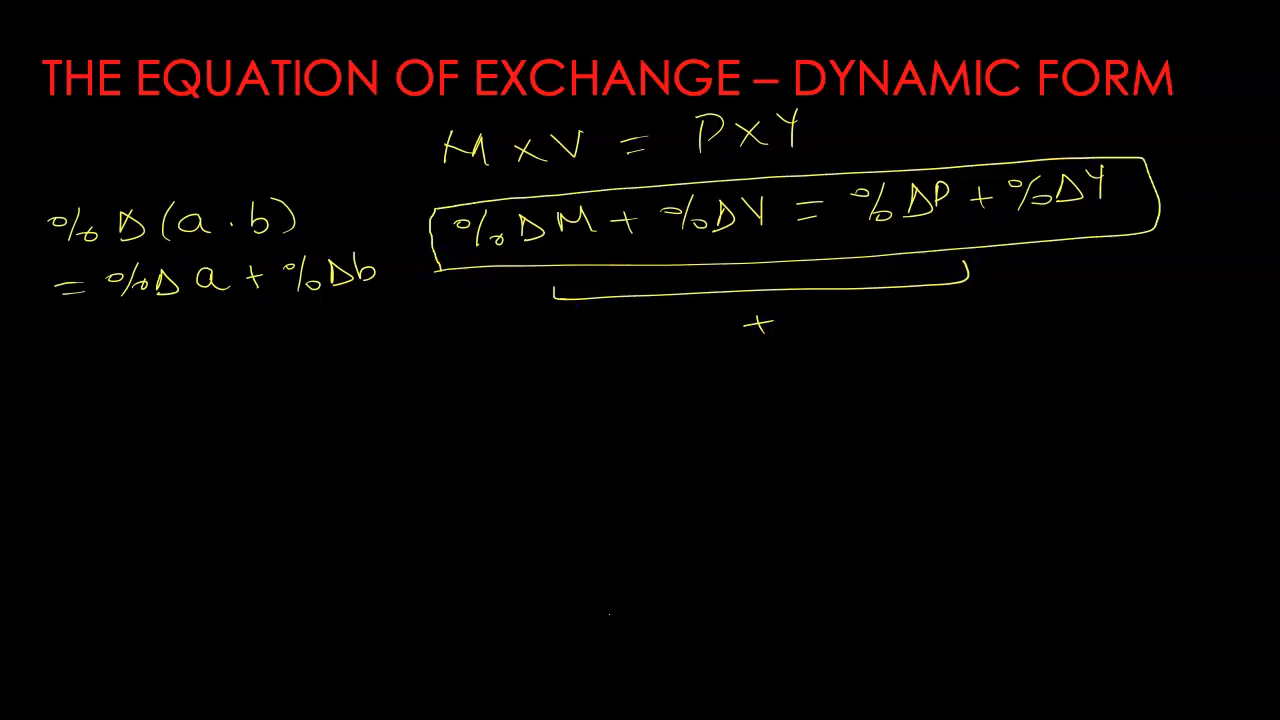 THE EQUATION OF EXCHANGE – DYNAMIC FORM
M × V = P × Y
%Δ(a . b)
= %Δa + %Δb
%ΔM + %ΔV = %ΔP + %ΔY
+